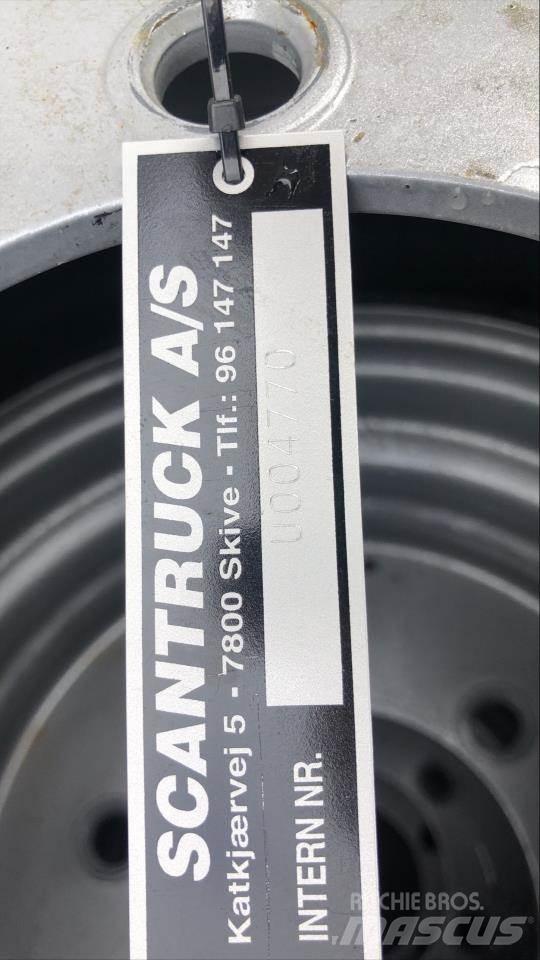 SCANTRUCK A/S
Katkjærvej 5 - 7800 Skive - Tlf.: 96 147 147
INTERN NR. U004770
RITCHIE BROS.
MASCUS